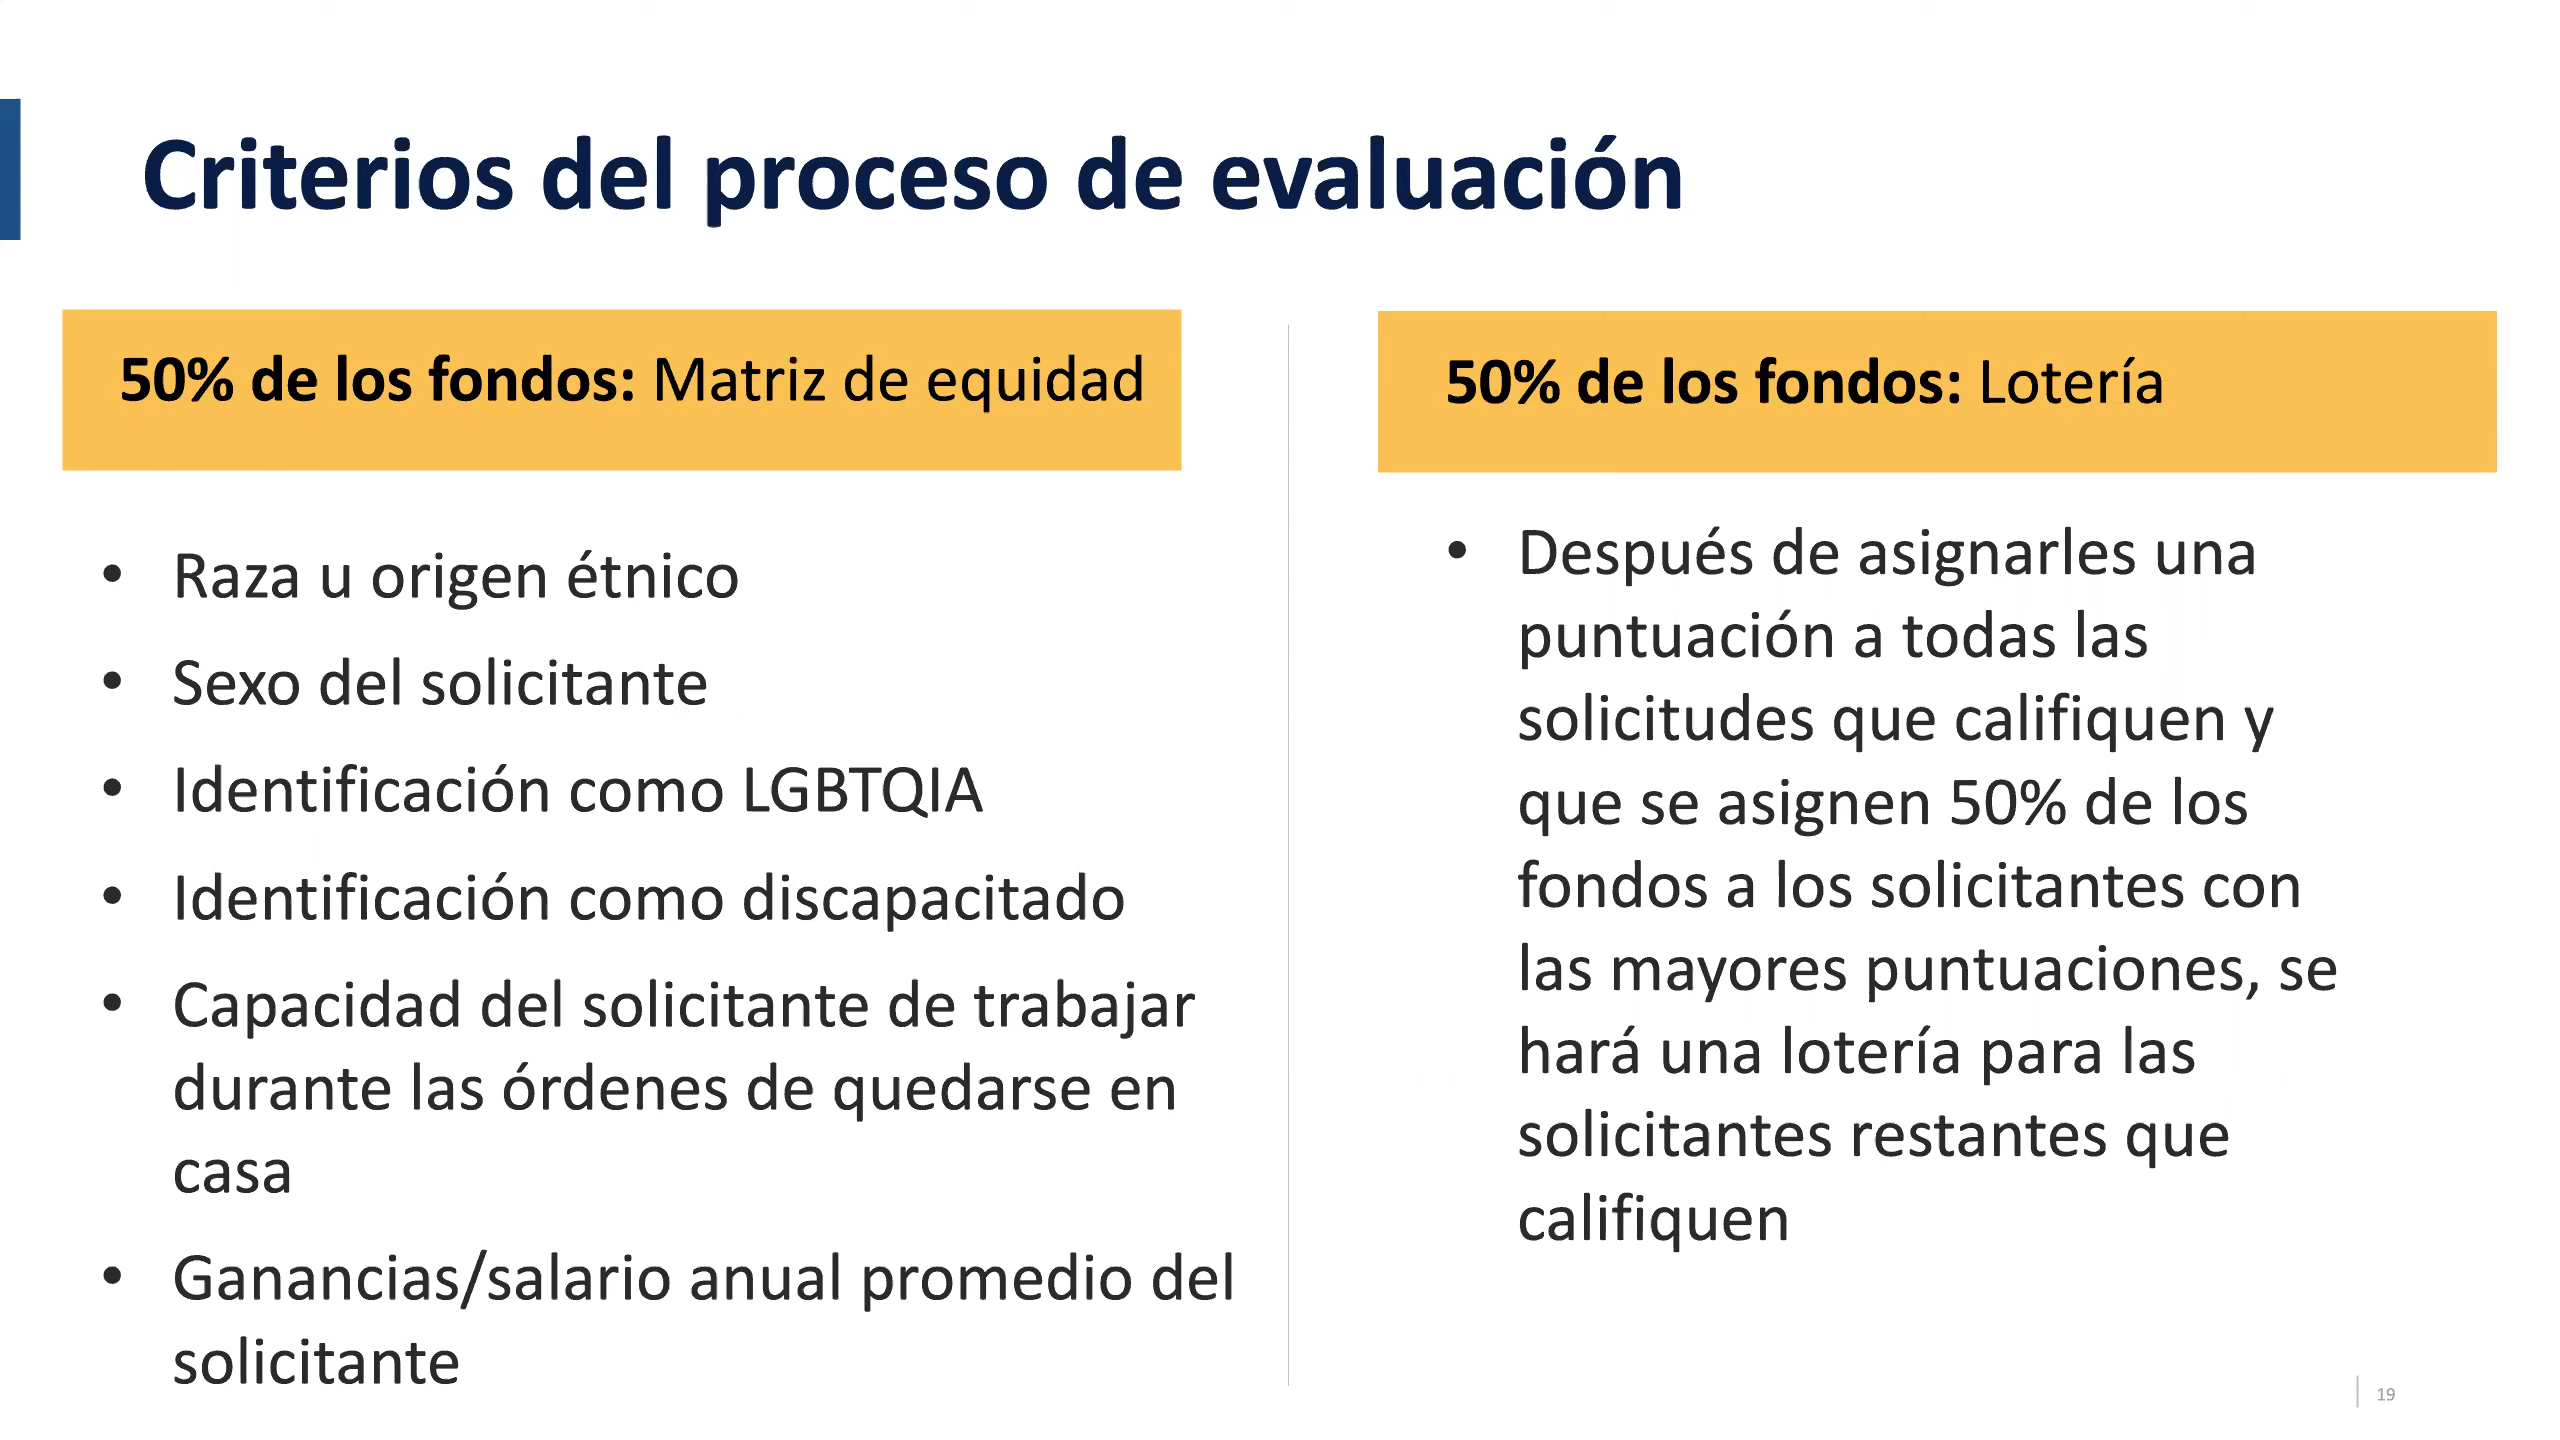 Criterios del proceso de evaluación
50% de los fondos: Matriz de equidad
• Raza u origen étnico
• Sexo del solicitante
• Identificación como LGBTQIA
• Identificación como discapacitado
• Capacidad del solicitante de trabajar
durante las órdenes de quedarse en
casa
• Ganancias/salario anual promedio del
solicitante
50% de los fondos: Lotería
• Después de asignarles una
puntuación a todas las
solicitudes que califiquen y
que se asignen 50% de los
fondos a los solicitantes con
las mayores puntuaciones, se
hará una lotería para las
solicitantes restantes que
califiquen
19